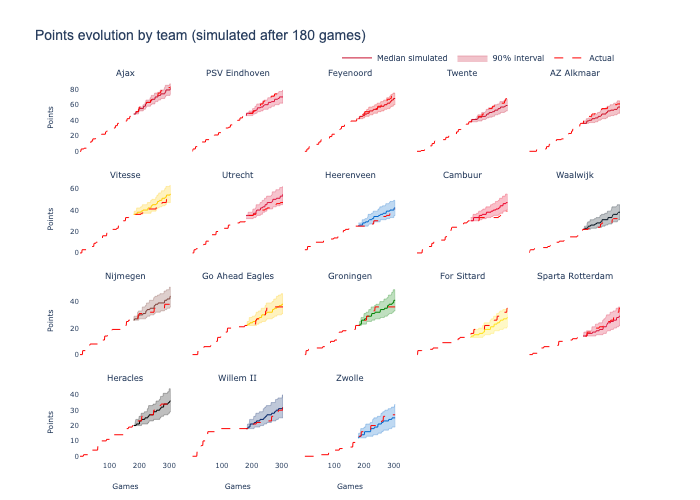 Points evolution by team (simulated after 180 games)
Median simulated 90% interval Actual
Ajax PSV Eindhoven Feyenoord Twente AZ Alkmaar
80
60
40
20
0
Points
Vitesse Utrecht Heerenveen Cambuur Waalwijk
60
40
20
0
Points
Nijmegen Go Ahead Eagles Groningen For Sittard Sparta Rotterdam
40
20
0
Points
Heracles Willem II Zwolle
40
30
20
10
0
Points
100 200 300 100 200 300 100 200 300
Games Games Games